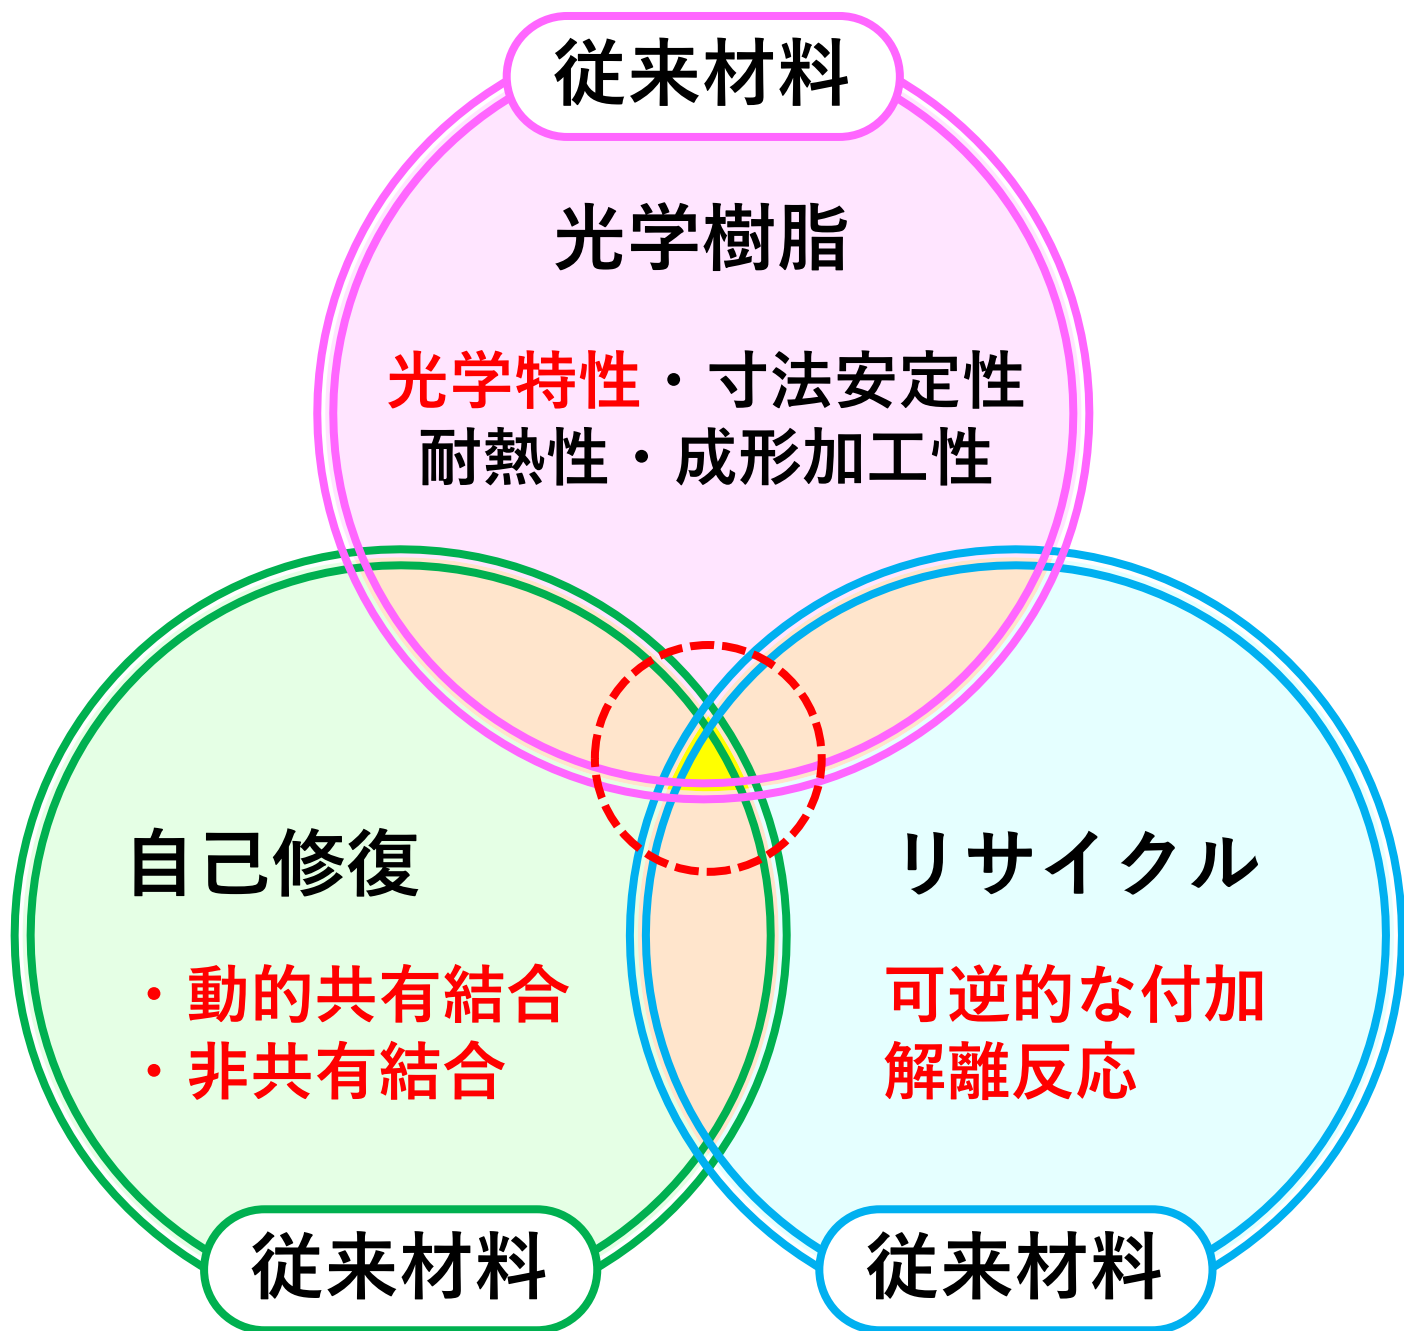 従来材料
光学樹脂
光学特性・寸法安定性
耐熱性・成形加工性
自己修復
・動的共有結合
・非共有結合
従来材料
リサイクル
可逆的な付加
解離反応
従来材料